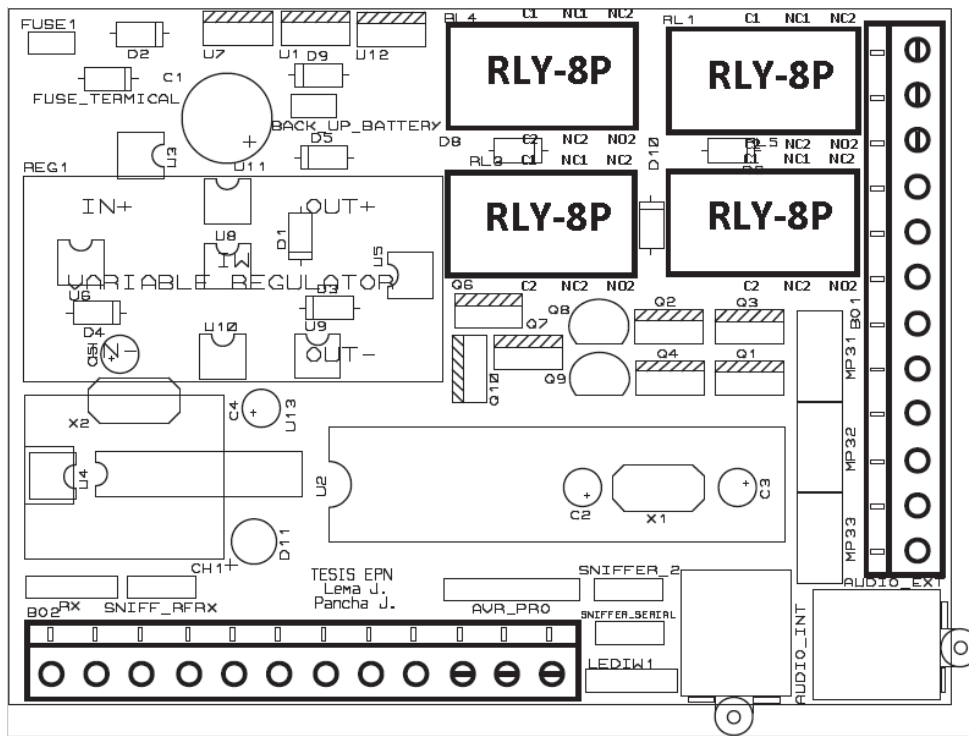 FUSE1
D2
U7
U1
U12
RL4
C1 NC1 NC2
RL1
C1 NC1 NC2
D9
C1
FUSE_TERMICAL
RLY-8P
RLY-8P
BACK_UP_BATTERY
U3
D5
D8
C2 NC2 NO2
D10
C2 NC2 NO2
REG1
U11
C1 NC1 NC2
C1 NC1 NC2
IN+
OUT+
RLY-8P
RLY-8P
U8
D1
U5
VARIABLE REGULATOR
U6
D3
Q6
C2 NC2 NO2
C2 NC2 NO2
D4
U10
U9
Q7
Q8
Q2
Q3
BO1
OUT-
MP31
Q10
Q9
Q4
Q1
X2
C4
U13
MP32
U4
U2
C2
X1
C3
D11
MP33
CH1
TESIS EPN
Lema J.
Pancha J.
SNIFFER_2
AUDIO_EXT
RX
SNIFF_RFRX
AVR_PRO
BO2
SNIFFER_SERIAL
AUDIO_INT
LEDIW1